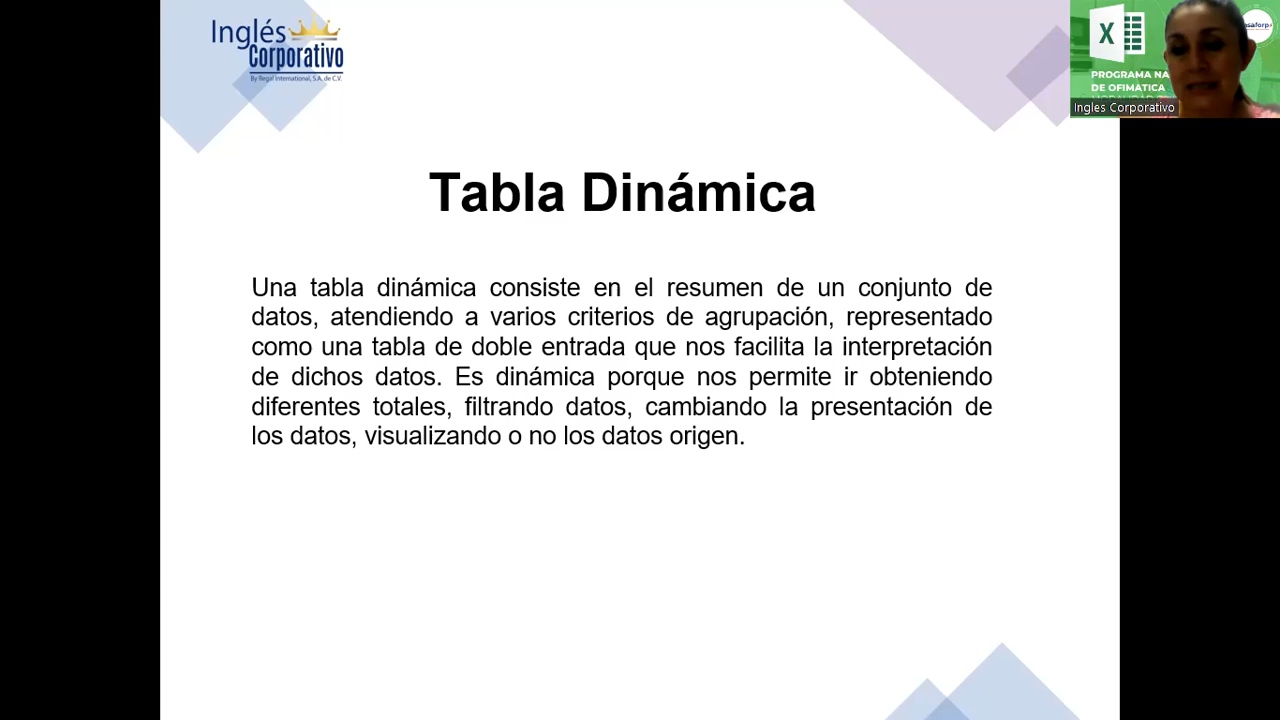 Inglés
Corporativo
By Regal International, S.A. de C.V.
Tabla Dinámica
Una tabla dinámica consiste en el resumen de un conjunto de
datos, atendiendo a varios criterios de agrupación, representado
como una tabla de doble entrada que nos facilita la interpretación
de dichos datos. Es dinámica porque nos permite ir obteniendo
diferentes totales, filtrando datos, cambiando la presentación de
los datos, visualizando o no los datos origen.
X
PROGRAMA NA
DE OFIMÁTICA
Ingles Corporativo